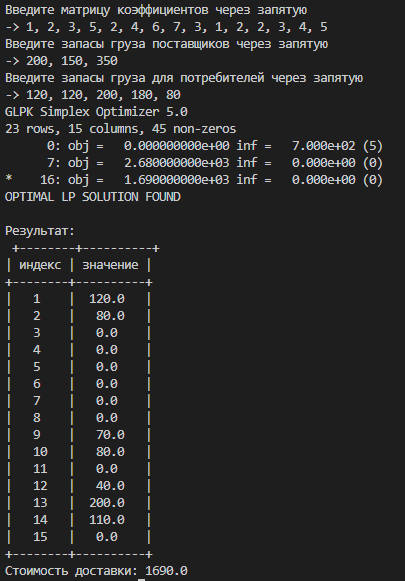 Введите матрицу коэффициентов через запятую
-> 1, 2, 3, 5, 2, 4, 6, 7, 3, 1, 2, 2, 3, 4, 5
Введите запасы груза поставщиков через запятую
-> 200, 150, 350
Введите запасы груза для потребителей через запятую
-> 120, 120, 200, 180, 80
GLPK Simplex Optimizer 5.0
23 rows, 15 columns, 45 non-zeros
      0: obj =   0.000000000e+00 inf =   7.000e+02 (5)
      7: obj =   2.680000000e+03 inf =   0.000e+00 (0)
*    16: obj =   1.690000000e+03 inf =   0.000e+00 (0)
OPTIMAL LP SOLUTION FOUND
Результат:
 +--------+----------+
| индекс | значение |
+--------+----------+
|   1    |  120.0   |
|   2    |   80.0   |
|   3    |   0.0    |
|   4    |   0.0    |
|   5    |   0.0    |
|   6    |   0.0    |
|   7    |   0.0    |
|   8    |   0.0    |
|   9    |   70.0   |
|   10   |   80.0   |
|   11   |   0.0    |
|   12   |   40.0   |
|   13   |  200.0   |
|   14   |  110.0   |
|   15   |   0.0    |
+--------+----------+
Стоимость доставки: 1690.0